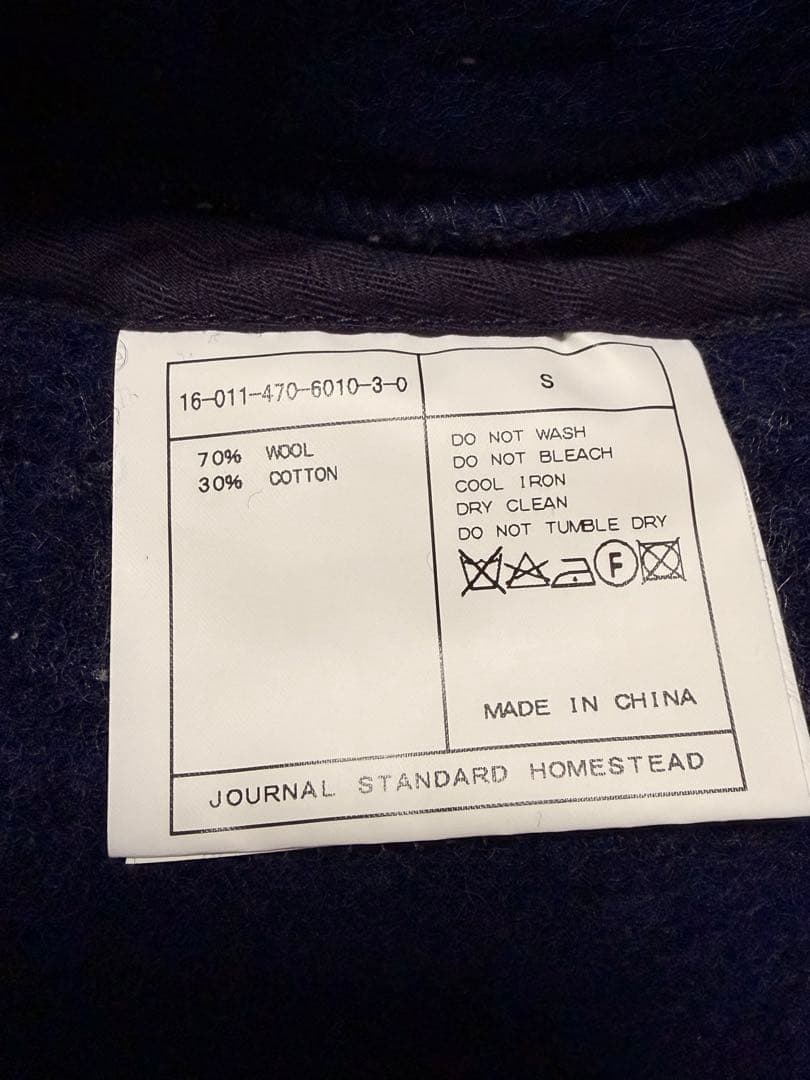 16-011-470-6010-3-0
S
70% WOOL
30% COTTON
DO NOT WASH
DO NOT BLEACH
COOL IRON
DRY CLEAN
DO NOT TUMBLE DRY
F
MADE IN CHINA
JOURNAL STANDARD HOMESTEAD